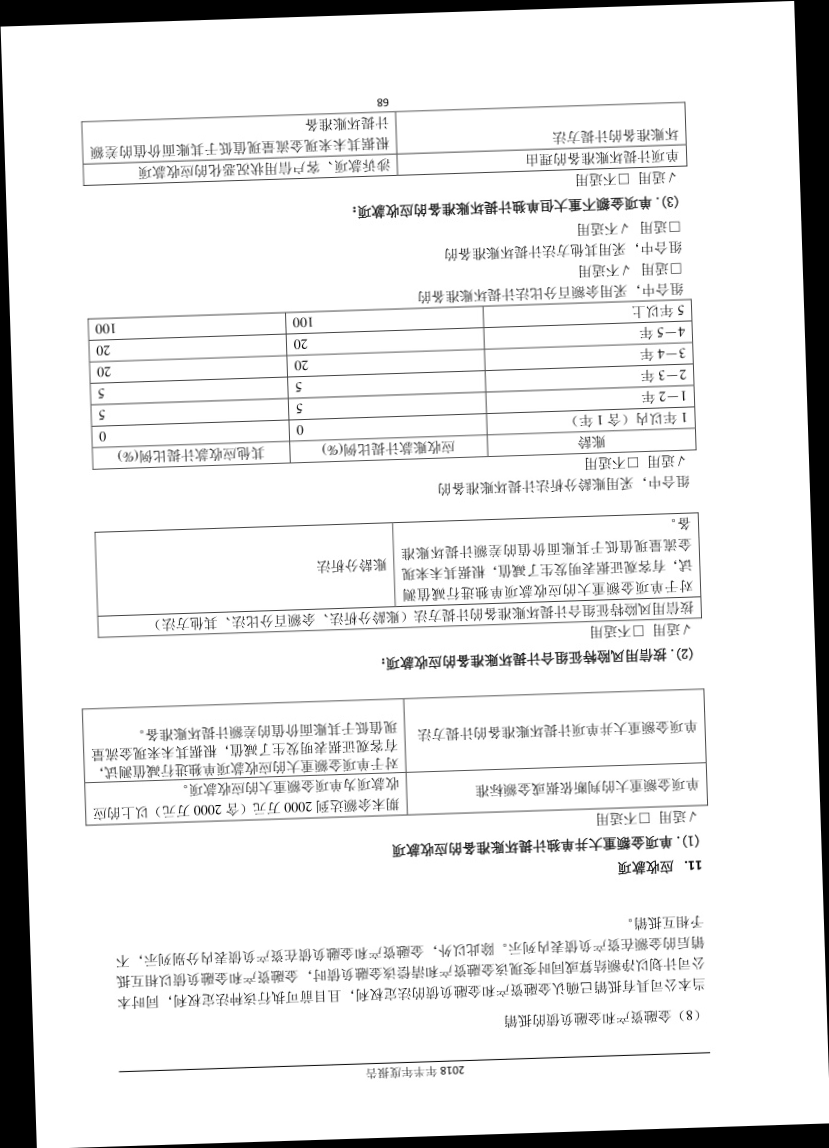 2018 年半年度报告
（8）金融资产和金融负债的抵销
当本公司具有抵销已确认金融资产和金融负债的法定权利，且目前可执行该种法定权利，同时本
公司计划以净额结算或同时变现该金融资产和清偿该金融负债时，金融资产和金融负债以相互抵
销后的金额在资产负债表内列示。除此以外，金融资产和金融负债在资产负债表内分别列示，不
予相互抵销。
11. 应收款项
(1). 单项金额重大并单独计提坏账准备的应收款项
√适用 □不适用
单项金额重大的判断依据或金额标准
期末余额达到 2000 万元（含 2000 万元）以上的应
收款项为单项金额重大的应收款项。
单项金额重大并单项计提坏账准备的计提方法
对于单项金额重大的应收款项单独进行减值测试，
有客观证据表明发生了减值，根据其未来现金流量
现值低于其账面价值的差额计提坏账准备。
(2). 按信用风险特征组合计提坏账准备的应收款项：
√适用 □不适用
按信用风险特征组合计提坏账准备的计提方法（账龄分析法、余额百分比法、其他方法）
对于单项金额重大的应收款项单独进行减值测
试，有客观证据表明发生了减值，根据其未来现
金流量现值低于其账面价值的差额计提坏账准
备。
账龄分析法
组合中，采用账龄分析法计提坏账准备的
√适用 □不适用
账龄 应收账款计提比例(%) 其他应收款计提比例(%)
1 年以内（含 1 年） 0 0
1－2 年 5 5
2－3 年 5 5
3－4 年 20 20
4－5 年 20 20
5 年以上 100 100
组合中，采用余额百分比法计提坏账准备的
□适用 √不适用
组合中，采用其他方法计提坏账准备的
□适用 √不适用
(3). 单项金额不重大但单独计提坏账准备的应收款项：
√适用 □不适用
单项计提坏账准备的理由 涉诉款项、客户信用状况恶化的应收款项
坏账准备的计提方法
根据其未来现金流量现值低于其账面价值的差额
计提坏账准备
68